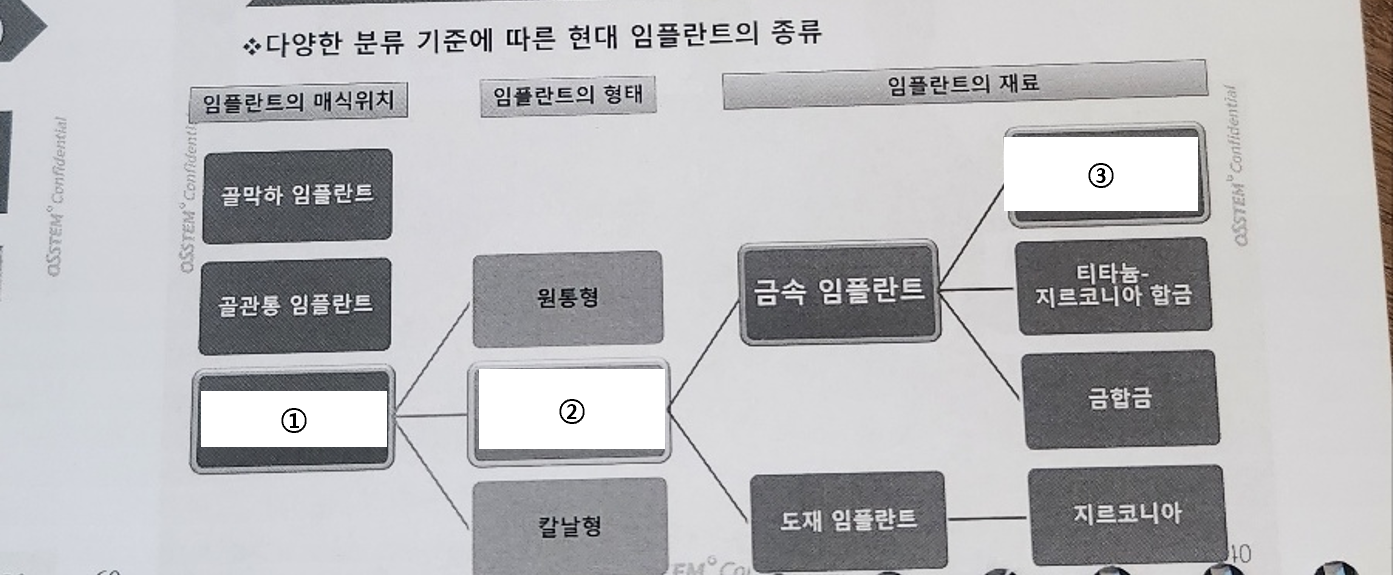 ❖다양한 분류 기준에 따른 현대 임플란트의 종류
임플란트의 매식위치
임플란트의 형태
임플란트의 재료
골막하 임플란트
골관통 임플란트
①
원통형
②
칼날형
금속 임플란트
도재 임플란트
③
티타늄-
지르코니아 합금
금합금
지르코니아
OSSTEM® Confidential
OSSTEM® Confidential
OSSTEM® Confidential
40